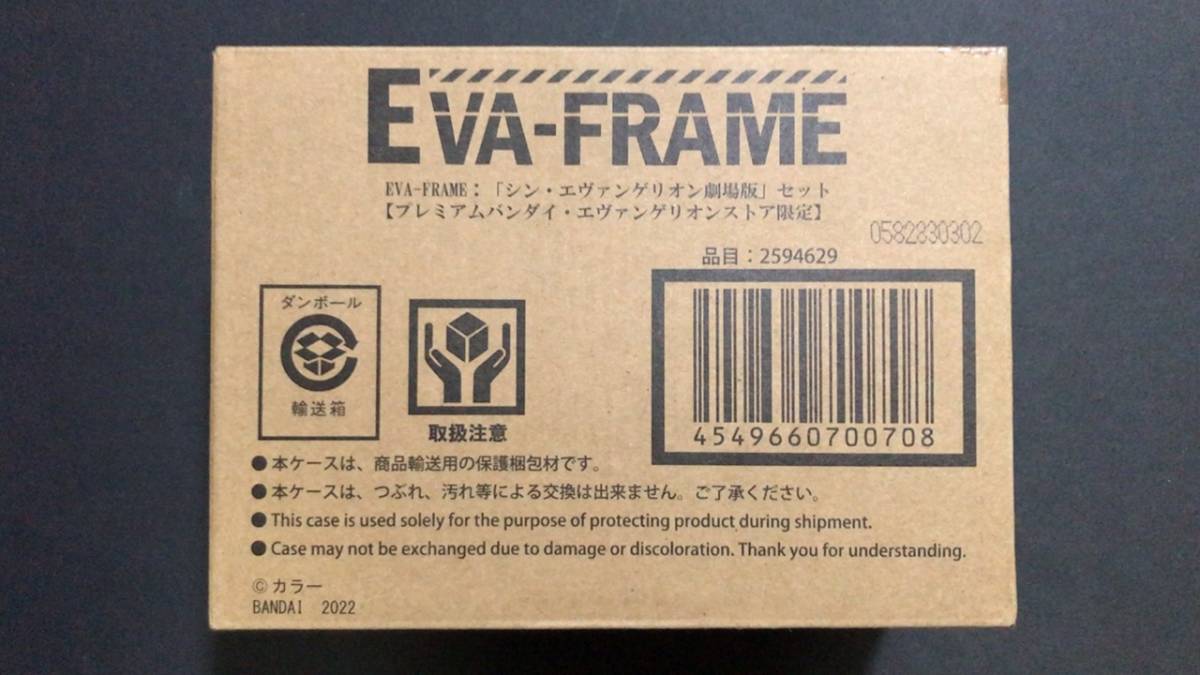 EVA-FRAME
EVA-FRAME：「シン・エヴァンゲリオン劇場版」セット
【プレミアムバンダイ・エヴァンゲリオンストア限定】
0582830302
品目：2594629
4549660700708
ダンボール
輸送箱
取扱注意
●本ケースは、商品輸送用の保護梱包材です。
●本ケースは、つぶれ、汚れ等による交換は出来ません。ご了承ください。
●This case is used solely for the purpose of protecting product during shipment.
●Case may not be exchanged due to damage or discoloration. Thank you for understanding.
©カラー
BANDAI 2022